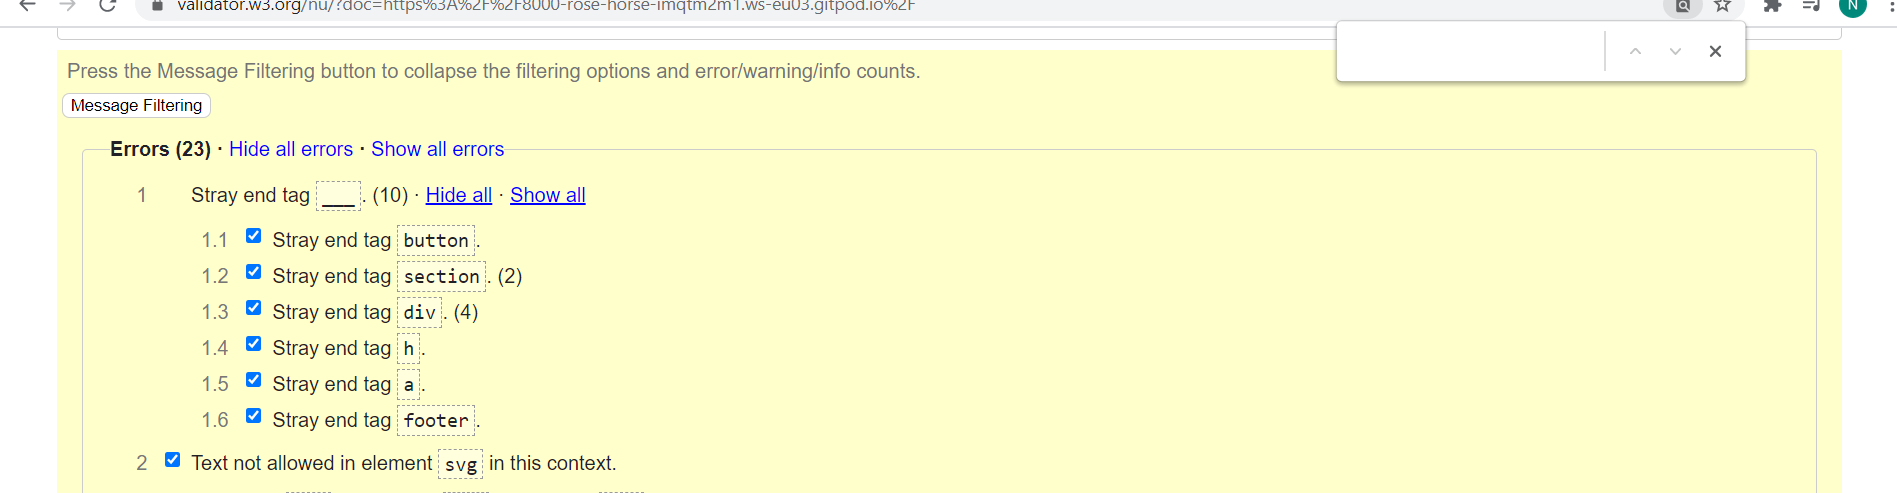 validator.w3.org/nu/?doc=https%3A%2F%2F8000-rose-horse-imqtm2m1.ws-eu03.gitpod.io%2F
N
Press the Message Filtering button to collapse the filtering options and error/warning/info counts.
Message Filtering
Errors (23) · Hide all errors · Show all errors
1 Stray end tag ___. (10) · Hide all · Show all
1.1 Stray end tag button.
1.2 Stray end tag section. (2)
1.3 Stray end tag div. (4)
1.4 Stray end tag h.
1.5 Stray end tag a.
1.6 Stray end tag footer.
2 Text not allowed in element svg in this context.